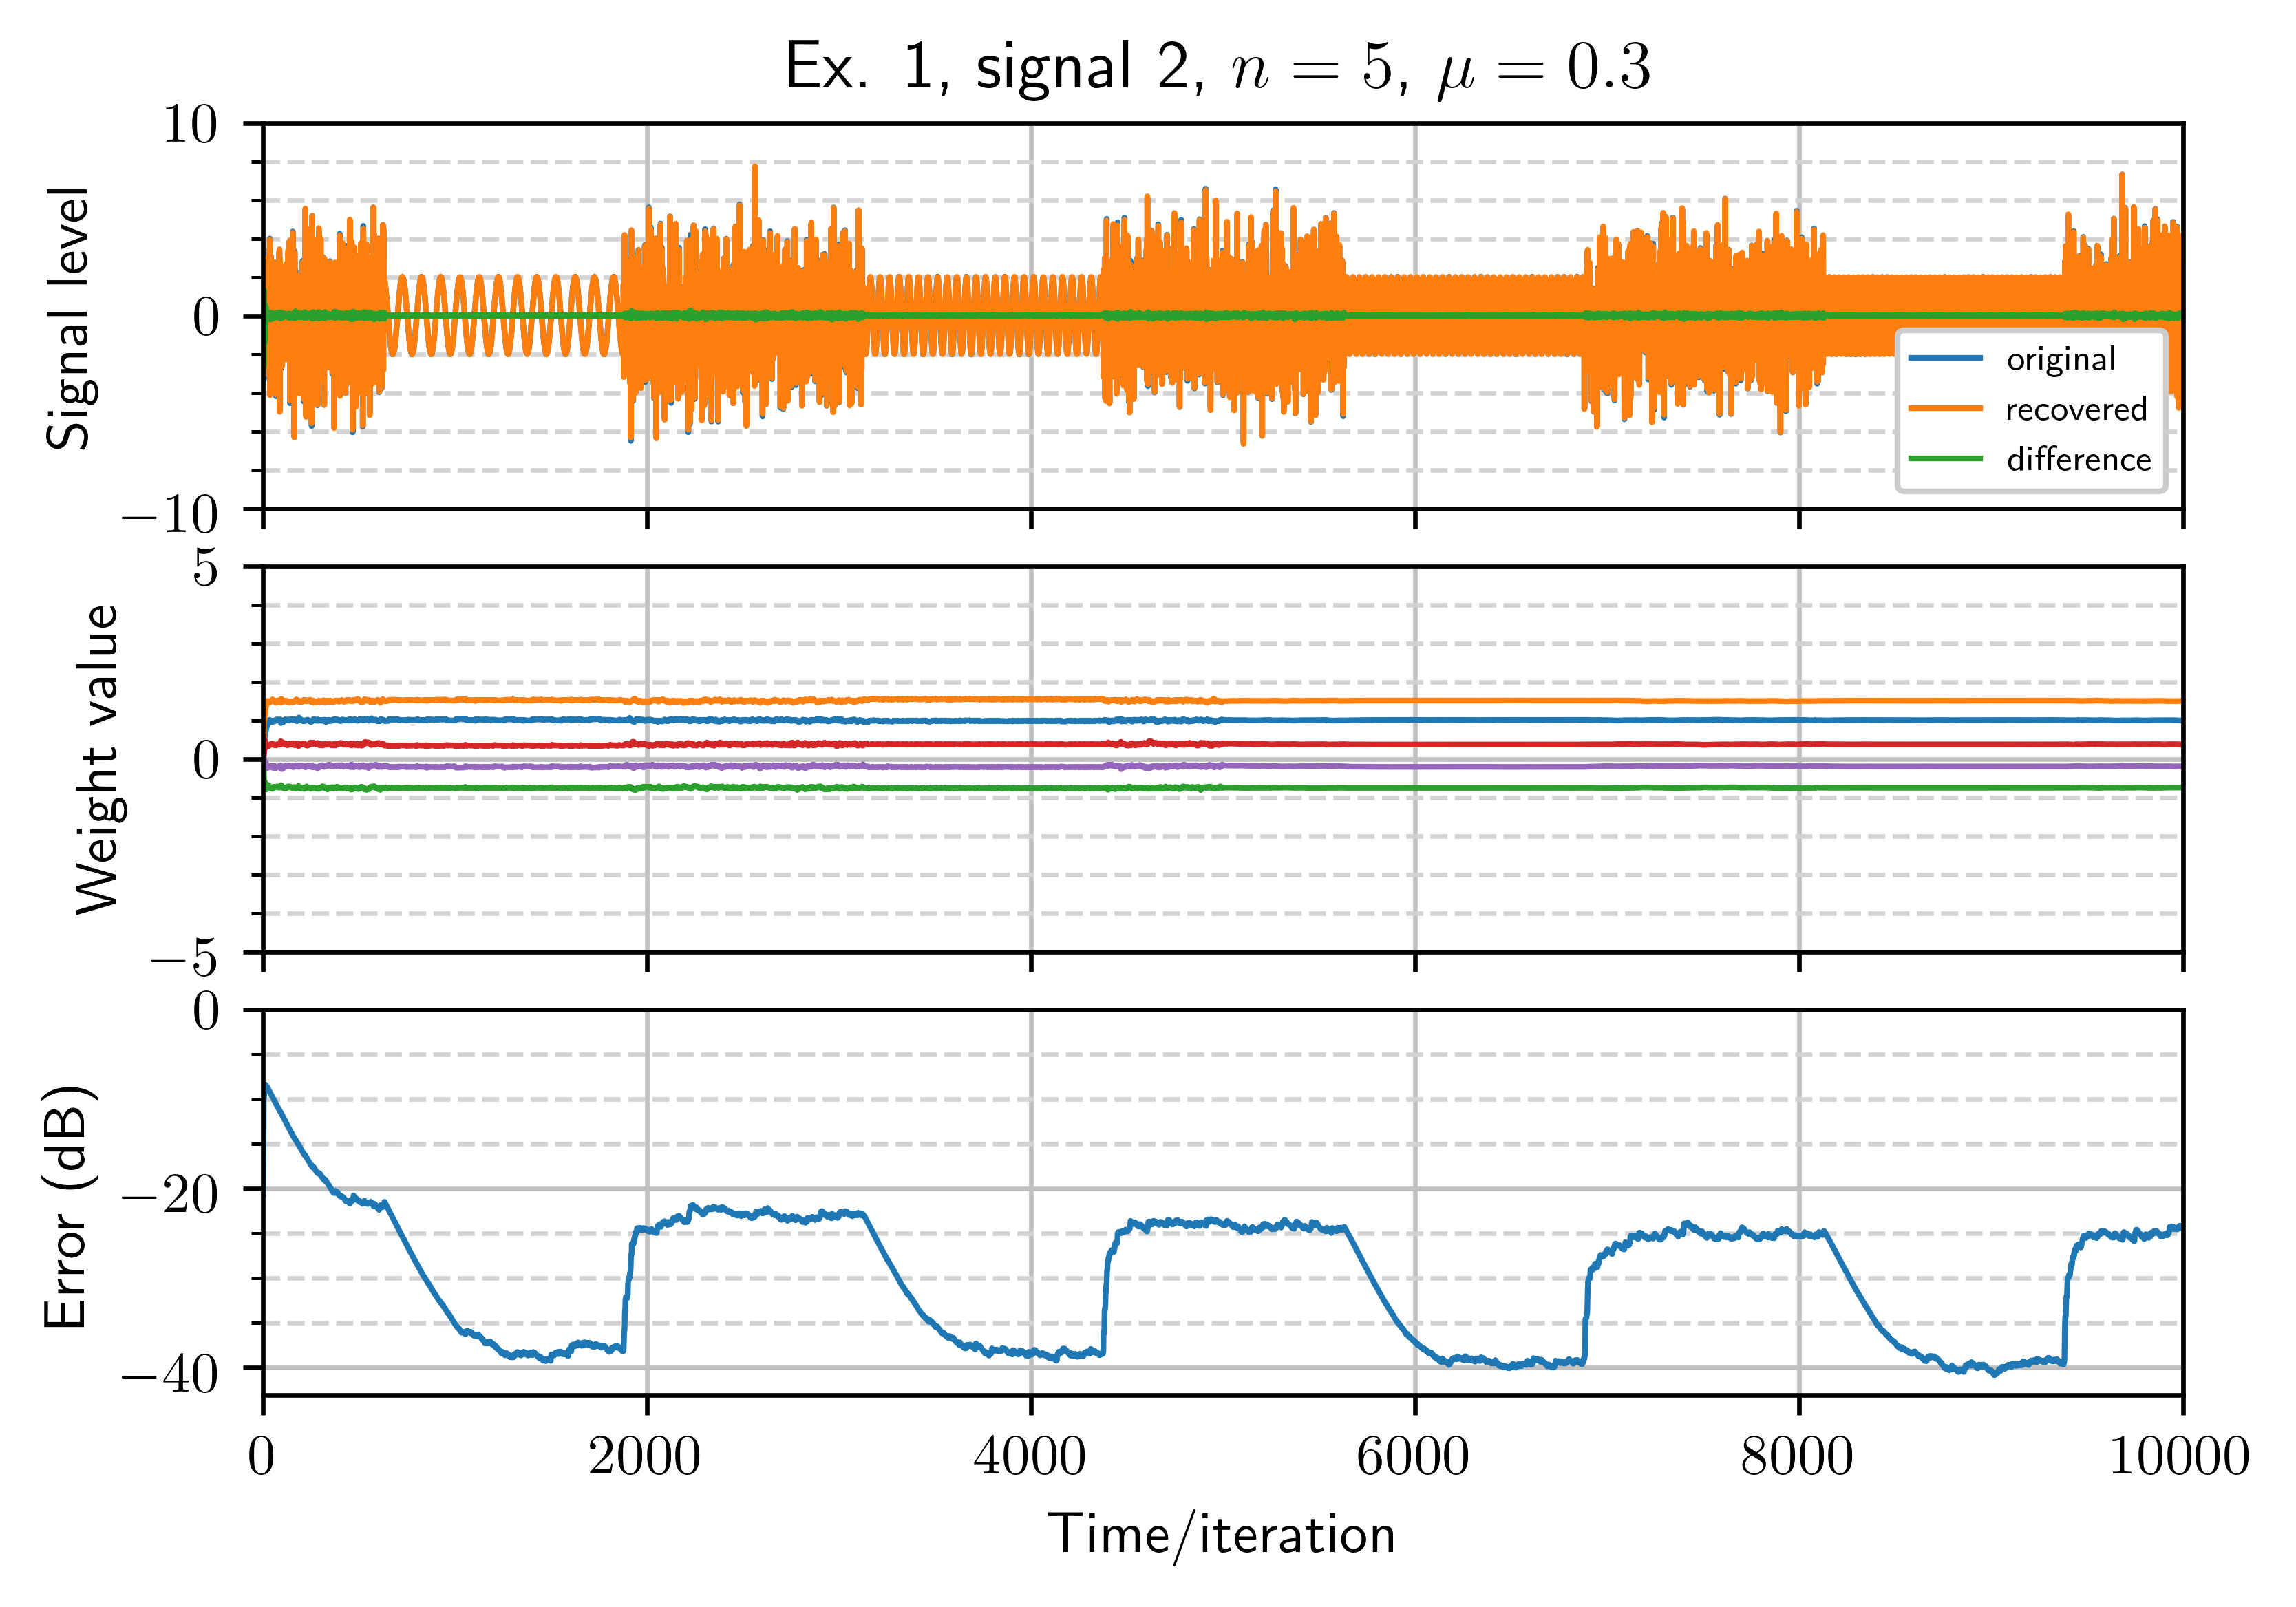 Ex. 1, signal 2, n = 5, μ = 0.3
Signal level
10
0
−10
original
recovered
difference
Weight value
5
0
−5
Error (dB)
0
−20
−40
0 2000 4000 6000 8000 10000
Time/iteration